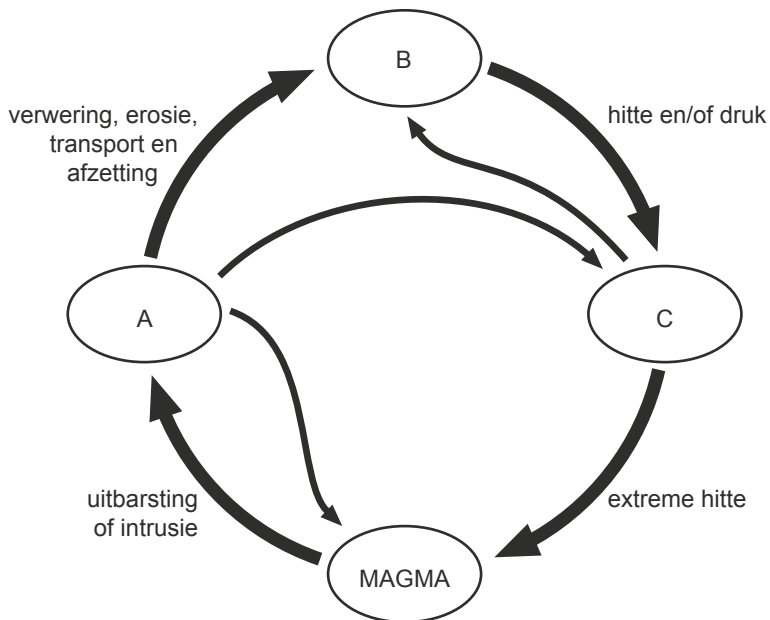 B
verwering, erosie,
transport en
afzetting
hitte en/of druk
A
C
uitbarsting
of intrusie
extreme hitte
MAGMA